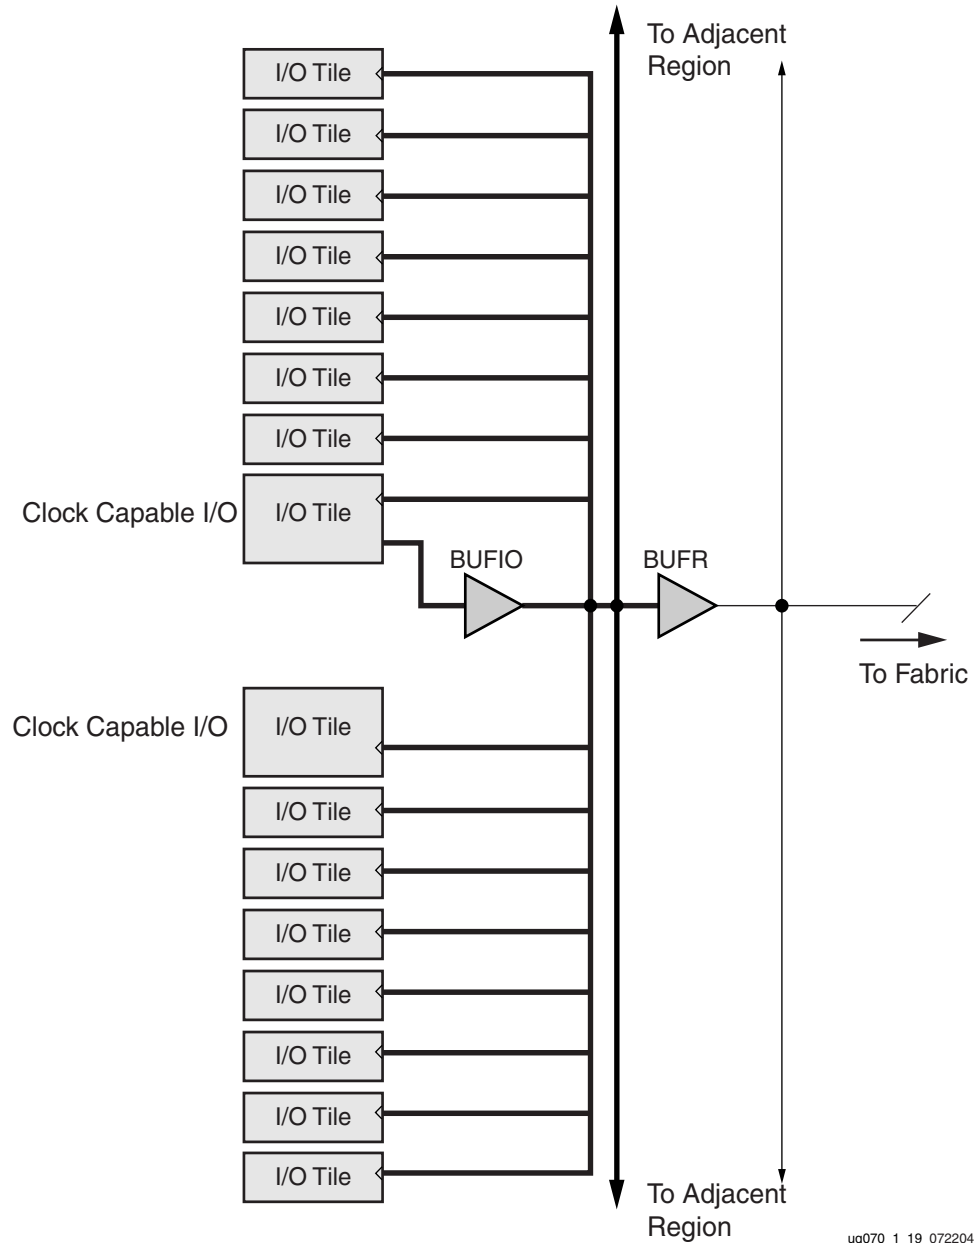 To Adjacent
Region
I/O Tile
I/O Tile
I/O Tile
I/O Tile
I/O Tile
I/O Tile
I/O Tile
Clock Capable I/O
I/O Tile
BUFIO
BUFR
To Fabric
Clock Capable I/O
I/O Tile
I/O Tile
I/O Tile
I/O Tile
I/O Tile
I/O Tile
I/O Tile
I/O Tile
To Adjacent
Region
ug070_1_19_072204